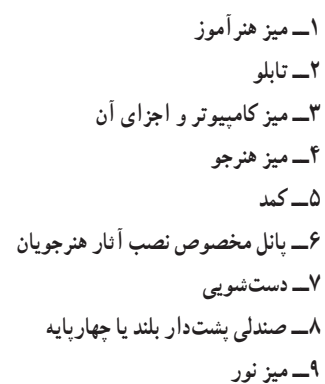 ۱ــ میز هنرآموز
۲ــ تابلو
۳ــ میز کامپیوتر و اجزای آن
۴ــ میز هنرجو
۵ــ کمد
۶ــ پانل مخصوص نصب آثار هنرجویان
۷ــ دست‌شویی
۸ــ صندلی پشت‌دار بلند یا چهارپایه
۹ــ میز نور